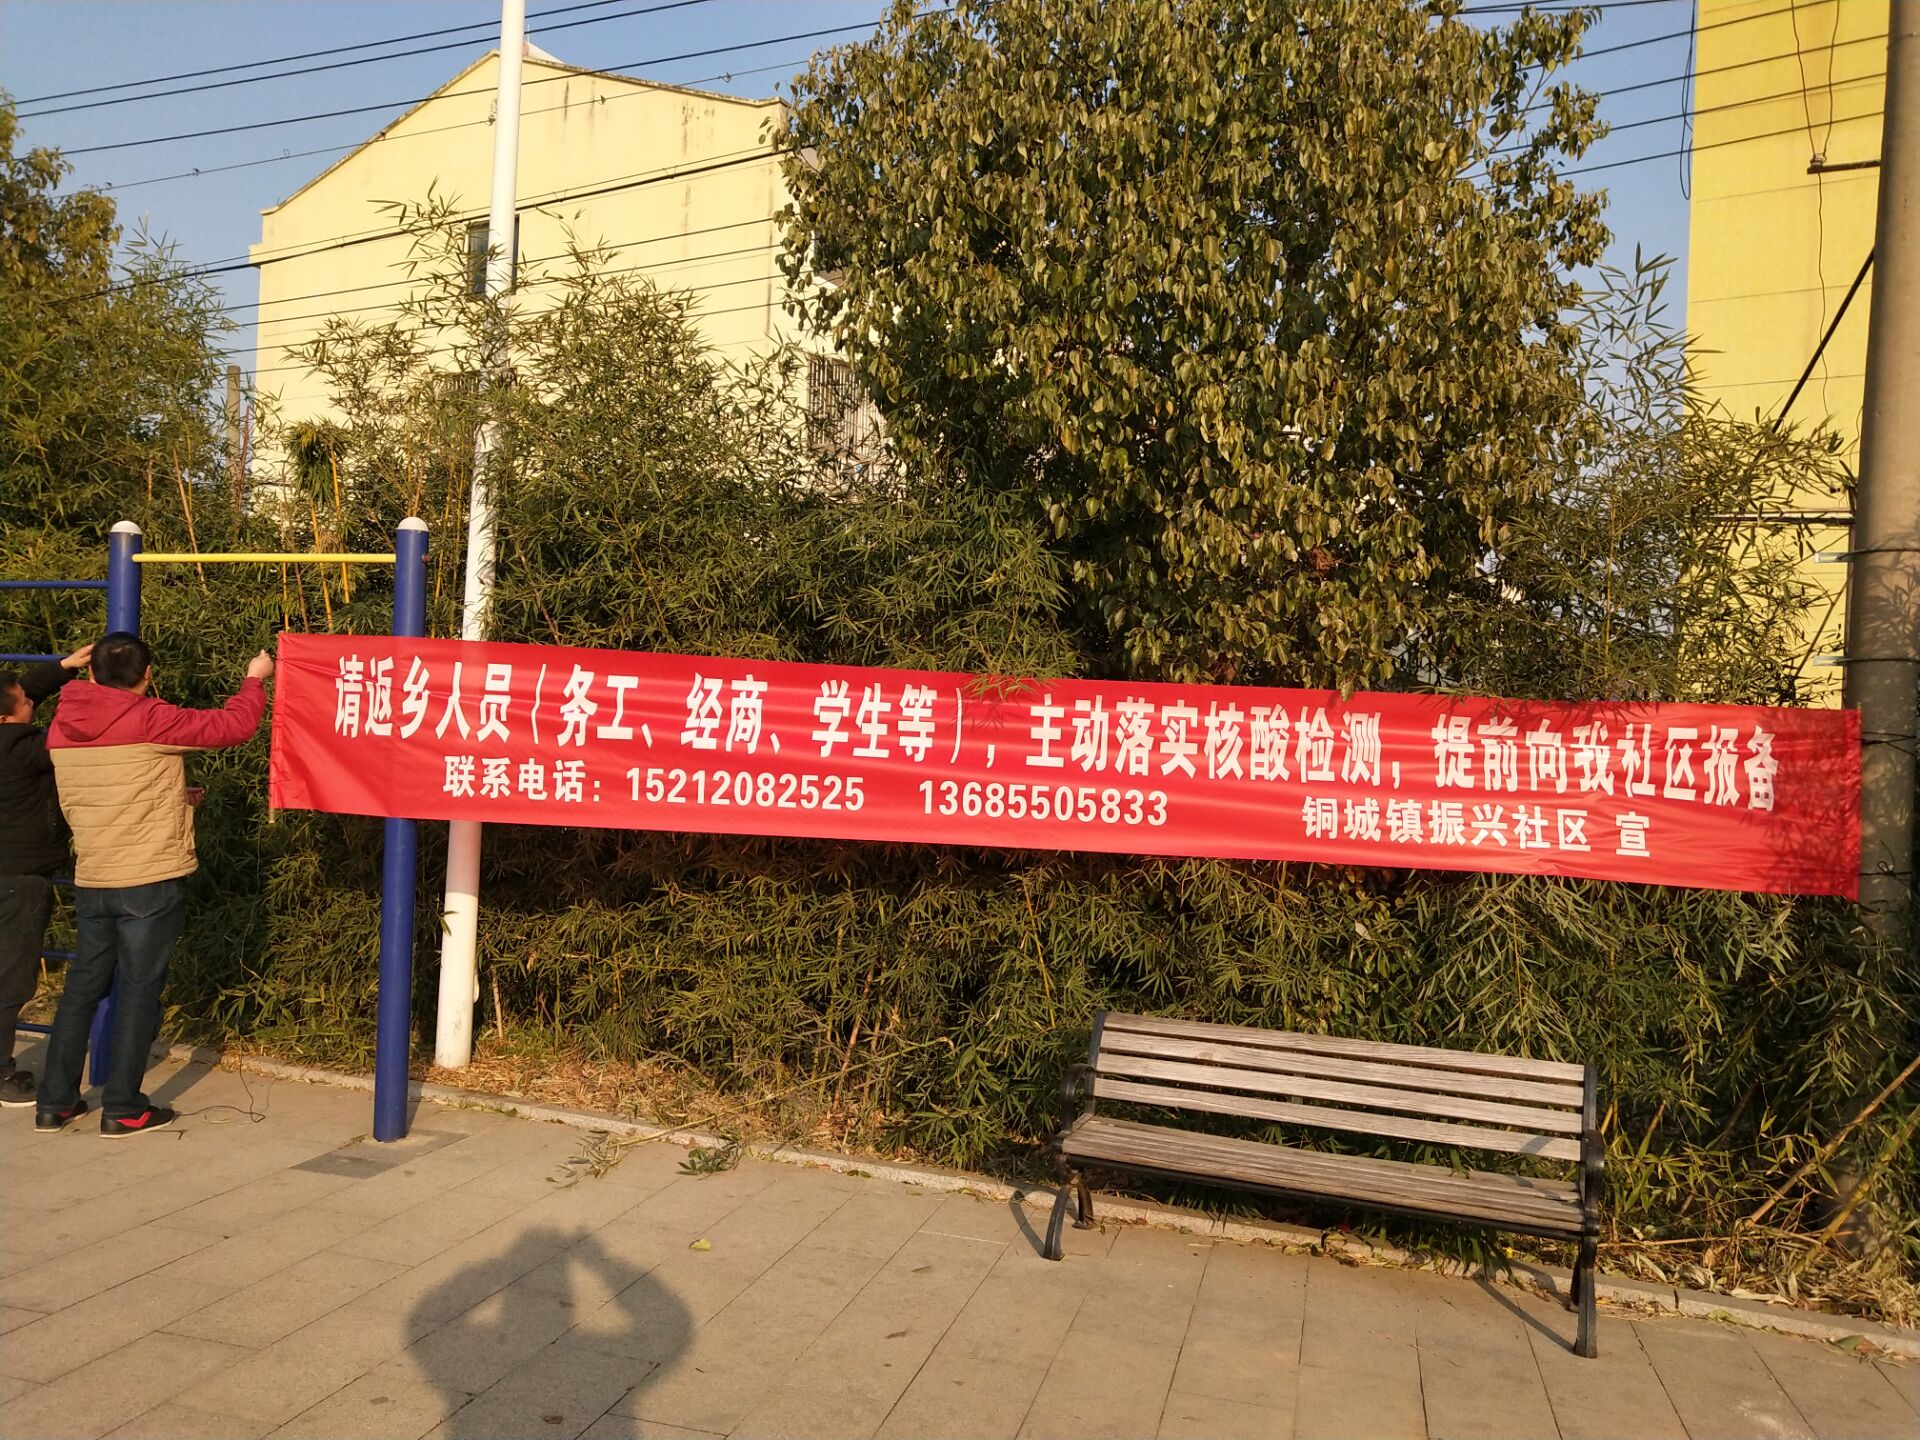 请返乡人员（务工、经商、学生等），主动落实核酸检测，提前向我社区报备
联系电话：15212082525 13685505833 铜城镇振兴社区 宣